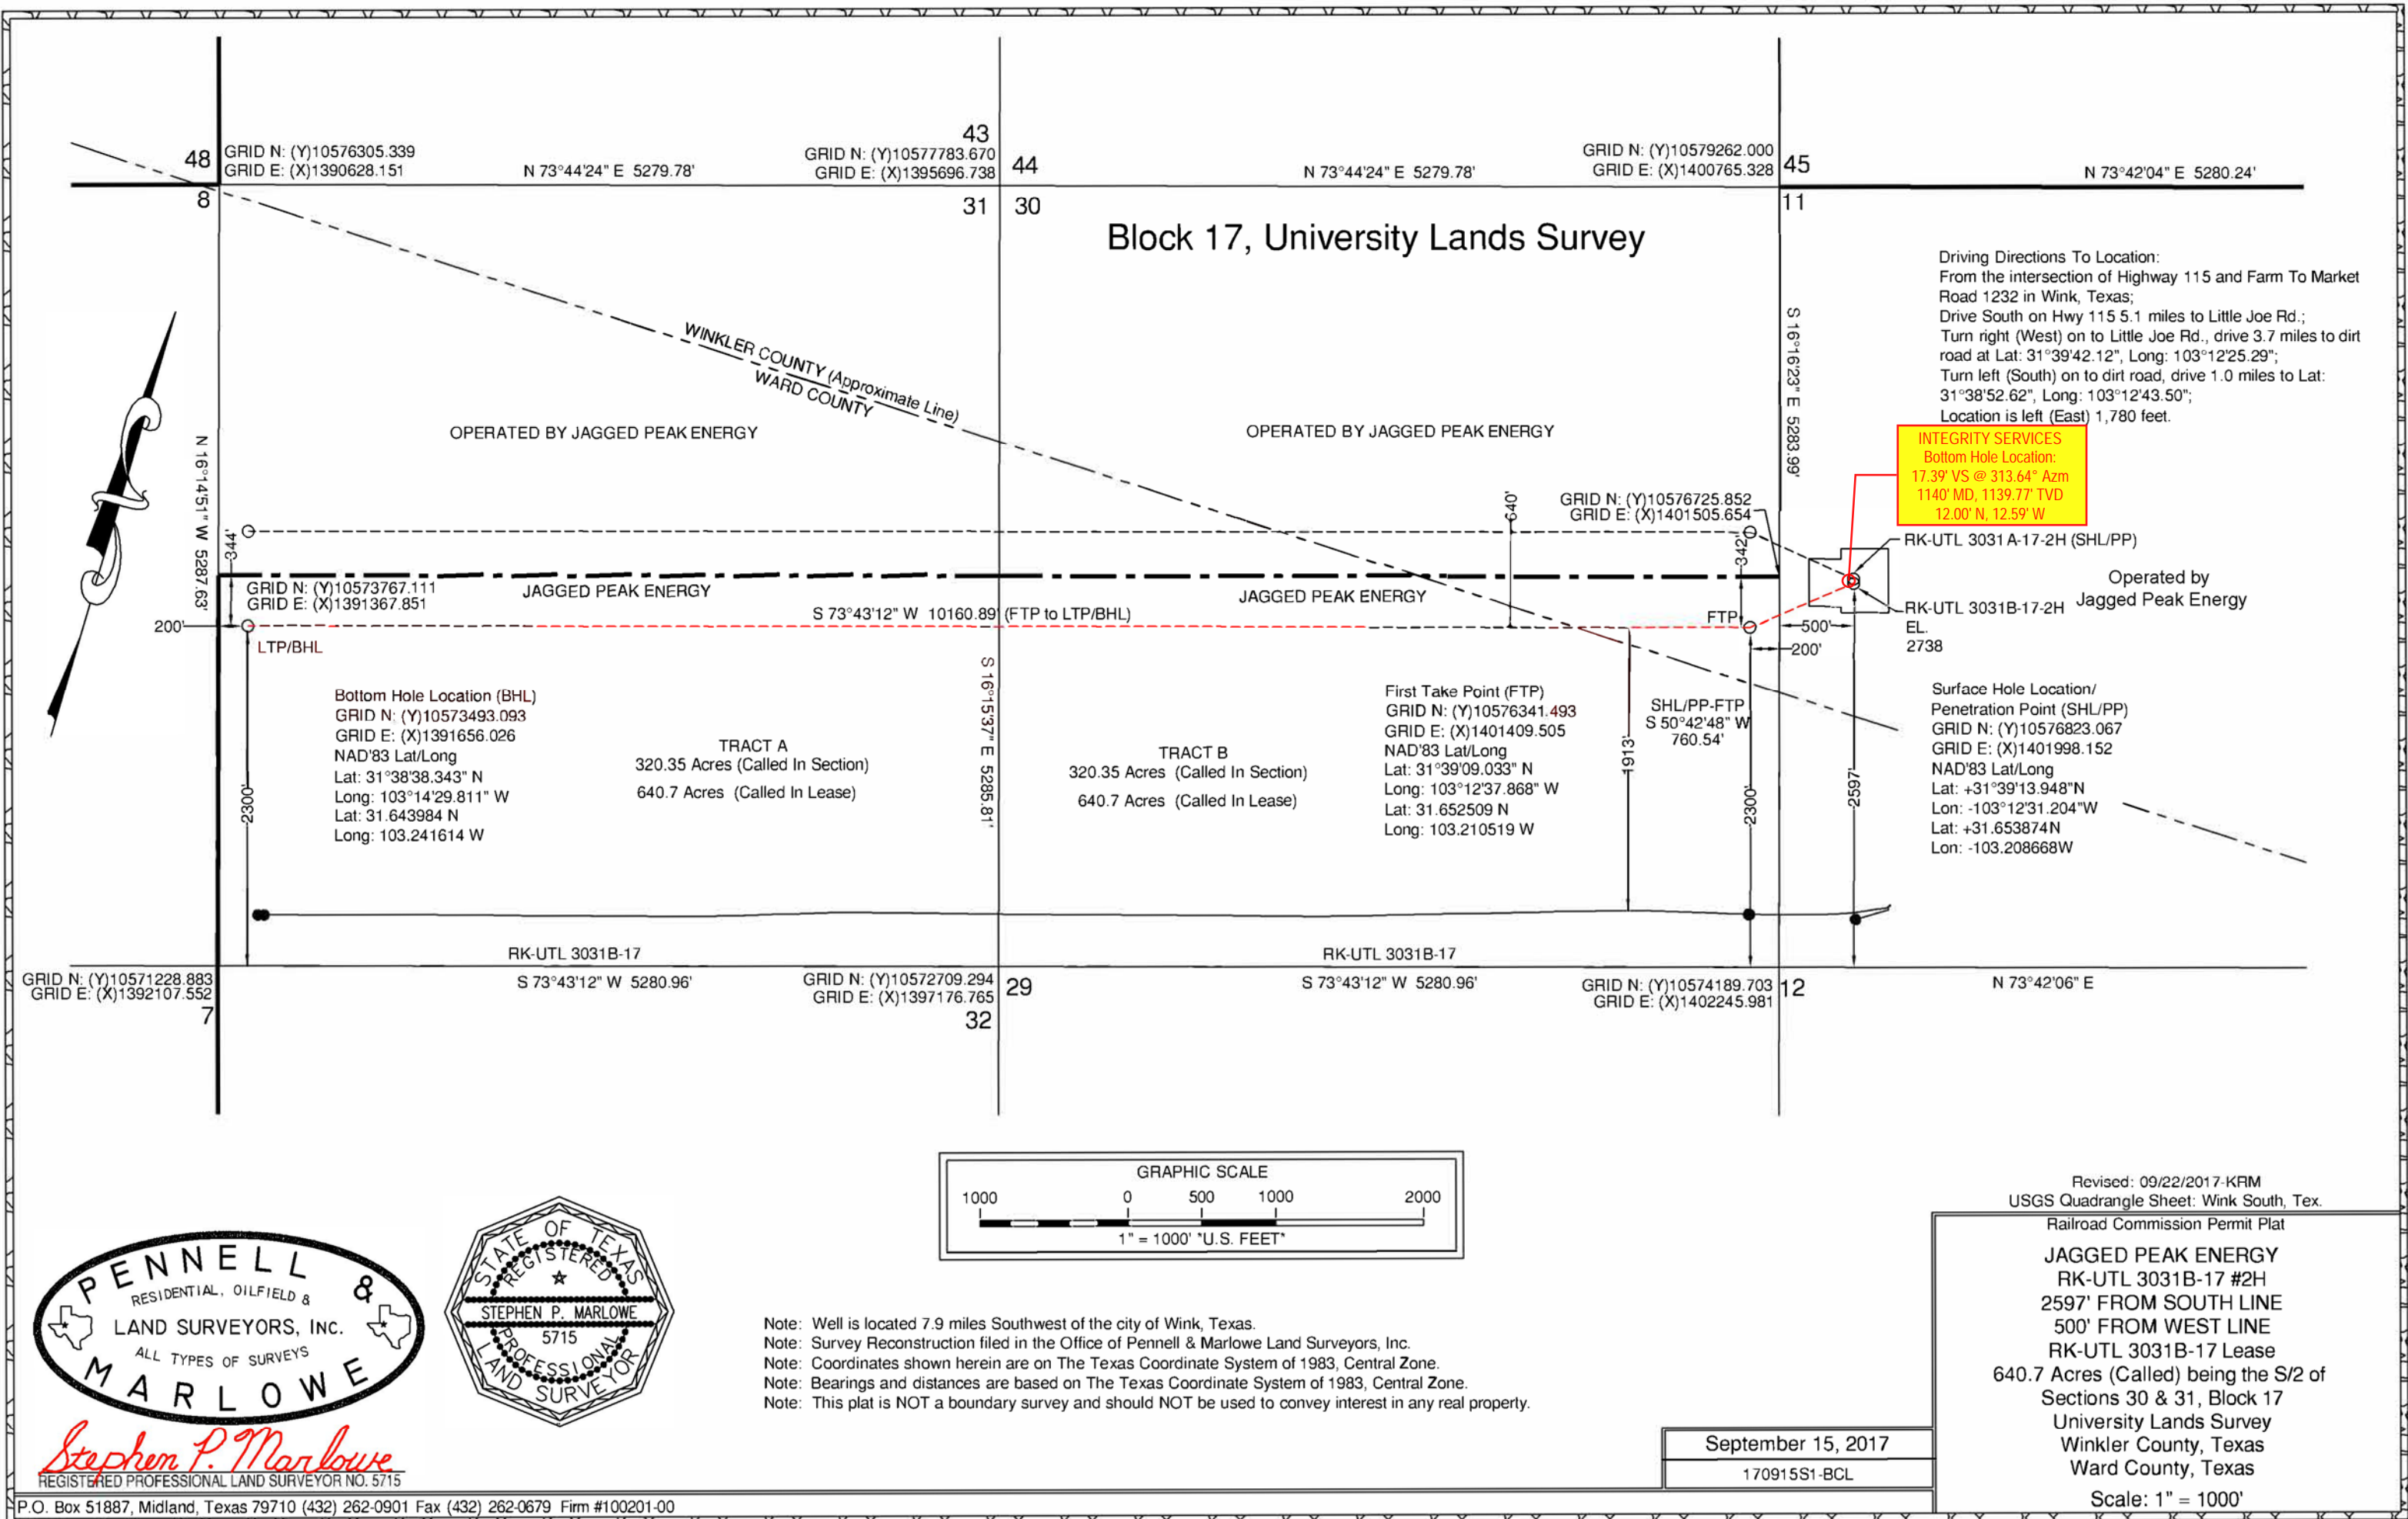 48
GRID N: (Y)10576305.339
GRID E: (X)1390628.151
N 73°44'24" E 5279.78'
43
GRID N: (Y)10577783.670
GRID E: (X)1395696.738
44
N 73°44'24" E 5279.78'
GRID N: (Y)10579262.000
GRID E: (X)1400765.328
45
N 73°42'04" E 5280.24'
8
31
30
11
Block 17, University Lands Survey
Driving Directions To Location:
From the intersection of Highway 115 and Farm To Market
Road 1232 in Wink, Texas;
Drive South on Hwy 115 5.1 miles to Little Joe Rd.;
Turn right (West) on to Little Joe Rd., drive 3.7 miles to dirt
road at Lat: 31°39'42.12", Long: 103°12'25.29";
Turn left (South) on to dirt road, drive 1.0 miles to Lat:
31°38'52.62", Long: 103°12'43.50";
Location is left (East) 1,780 feet.
WINKLER COUNTY (Approximate Line)
WARD COUNTY
S 16°16'23" E 5283.99'
OPERATED BY JAGGED PEAK ENERGY
OPERATED BY JAGGED PEAK ENERGY
N 16°14'51" W 5287.63'
INTEGRITY SERVICES
Bottom Hole Location:
17.39' VS @ 313.64° Azm
1140' MD, 1139.77' TVD
12.00' N, 12.59' W
640'
GRID N: (Y)10576725.852
GRID E: (X)1401505.654
344'
342'
RK-UTL 3031A-17-2H (SHL/PP)
GRID N: (Y)10573767.111
GRID E: (X)1391367.851
JAGGED PEAK ENERGY
JAGGED PEAK ENERGY
Operated by
Jagged Peak Energy
RK-UTL 3031B-17-2H
EL.
2738
200'
S 73°43'12" W 10160.89' (FTP to LTP/BHL)
FTP
500'
200'
LTP/BHL
Bottom Hole Location (BHL)
GRID N: (Y)10573493.093
GRID E: (X)1391656.026
NAD'83 Lat/Long
Lat: 31°38'38.343" N
Long: 103°14'29.811" W
Lat: 31.643984 N
Long: 103.241614 W
2300'
TRACT A
320.35 Acres (Called In Section)
640.7 Acres (Called In Lease)
S 16°15'37" E 5285.81'
TRACT B
320.35 Acres (Called In Section)
640.7 Acres (Called In Lease)
First Take Point (FTP)
GRID N: (Y)10576341.493
GRID E: (X)1401409.505
NAD'83 Lat/Long
Lat: 31°39'09.033" N
Long: 103°12'37.868" W
Lat: 31.652509 N
Long: 103.210519 W
1913'
SHL/PP-FTP
S 50°42'48" W
760.54'
2300'
2597'
Surface Hole Location/
Penetration Point (SHL/PP)
GRID N: (Y)10576823.067
GRID E: (X)1401998.152
NAD'83 Lat/Long
Lat: +31°39'13.948"N
Lon: -103°12'31.204"W
Lat: +31.653874N
Lon: -103.208668W
RK-UTL 3031B-17
RK-UTL 3031B-17
GRID N: (Y)10571228.883
GRID E: (X)1392107.552
7
S 73°43'12" W 5280.96'
GRID N: (Y)10572709.294
GRID E: (X)1397176.765
29
32
S 73°43'12" W 5280.96'
GRID N: (Y)10574189.703
GRID E: (X)1402245.981
12
N 73°42'06" E
GRAPHIC SCALE
1000 0 500 1000 2000
1" = 1000' "U.S. FEET"
PENNELL &
RESIDENTIAL, OILFIELD &
LAND SURVEYORS, INC.
ALL TYPES OF SURVEYS
MARLOWE
Stephen P. Marlowe
REGISTERED PROFESSIONAL LAND SURVEYOR NO. 5715
STATE OF TEXAS
REGISTERED
STEPHEN P. MARLOWE
5715
PROFESSIONAL
LAND SURVEYOR
Note: Well is located 7.9 miles Southwest of the city of Wink, Texas.
Note: Survey Reconstruction filed in the Office of Pennell & Marlowe Land Surveyors, Inc.
Note: Coordinates shown herein are on The Texas Coordinate System of 1983, Central Zone.
Note: Bearings and distances are based on The Texas Coordinate System of 1983, Central Zone.
Note: This plat is NOT a boundary survey and should NOT be used to convey interest in any real property.
Revised: 09/22/2017-KRM
USGS Quadrangle Sheet: Wink South, Tex.
Railroad Commission Permit Plat
JAGGED PEAK ENERGY
RK-UTL 3031B-17 #2H
2597' FROM SOUTH LINE
500' FROM WEST LINE
RK-UTL 3031B-17 Lease
640.7 Acres (Called) being the S/2 of
Sections 30 & 31, Block 17
University Lands Survey
Winkler County, Texas
Ward County, Texas
Scale: 1" = 1000'
September 15, 2017
170915S1-BCL
P.O. Box 51887, Midland, Texas 79710 (432) 262-0901 Fax (432) 262-0679 Firm #100201-00